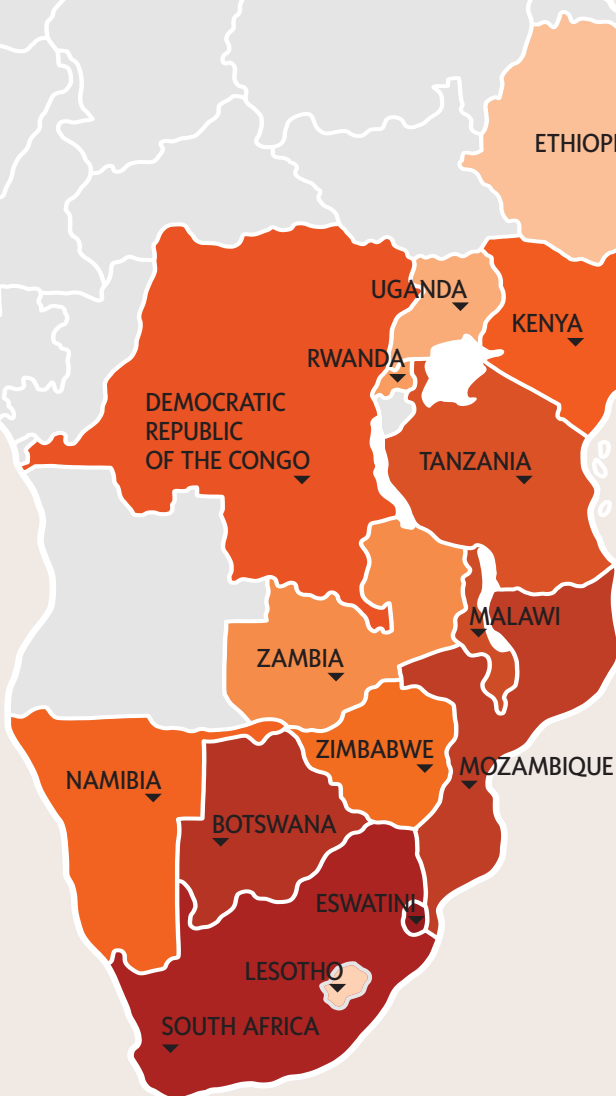 ETHIOPI
UGANDA
KENYA
RWANDA
DEMOCRATIC
REPUBLIC
OF THE CONGO
TANZANIA
MALAWI
ZAMBIA
ZIMBABWE
MOZAMBIQUE
NAMIBIA
BOTSWANA
ESWATINI
LESOTHO
SOUTH AFRICA